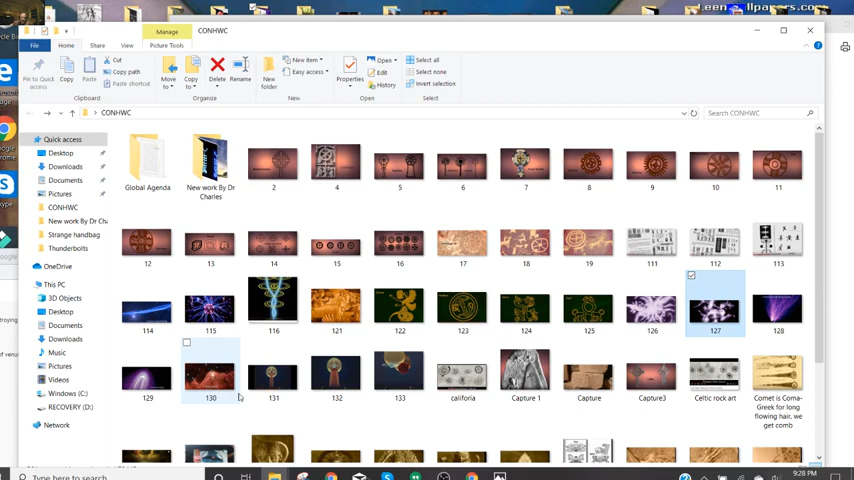 CONHWC
Manage
File
Home
Share
View
Picture Tools
Pin to Quick access
Copy
Paste
Cut
Copy path
Paste shortcut
Clipboard
Move to
Copy to
Delete
Rename
Organize
New folder
New item
Easy access
New
Properties
Open
Edit
History
Open
Select all
Select none
Invert selection
Select
CONHWC
Search CONHWC
Quick access
Desktop
Downloads
Documents
Pictures
CONHWC
New work By Dr Cha
Strange handbag
Thunderbolts
OneDrive
This PC
3D Objects
Desktop
Documents
Downloads
Music
Pictures
Videos
Windows (C:)
RECOVERY (D:)
Network
Global Agenda
New work By Dr Charles
2
4
5
6
7
8
9
10
11
12
13
14
15
16
17
18
19
111
112
113
114
115
116
121
122
123
124
125
126
127
128
129
130
131
132
133
califoria
Capture 1
Capture
Capture3
Celtic rock art
Comet is Coma-
Greek for long
flowing hair, we
get comb
Type here to search
9:28 PM